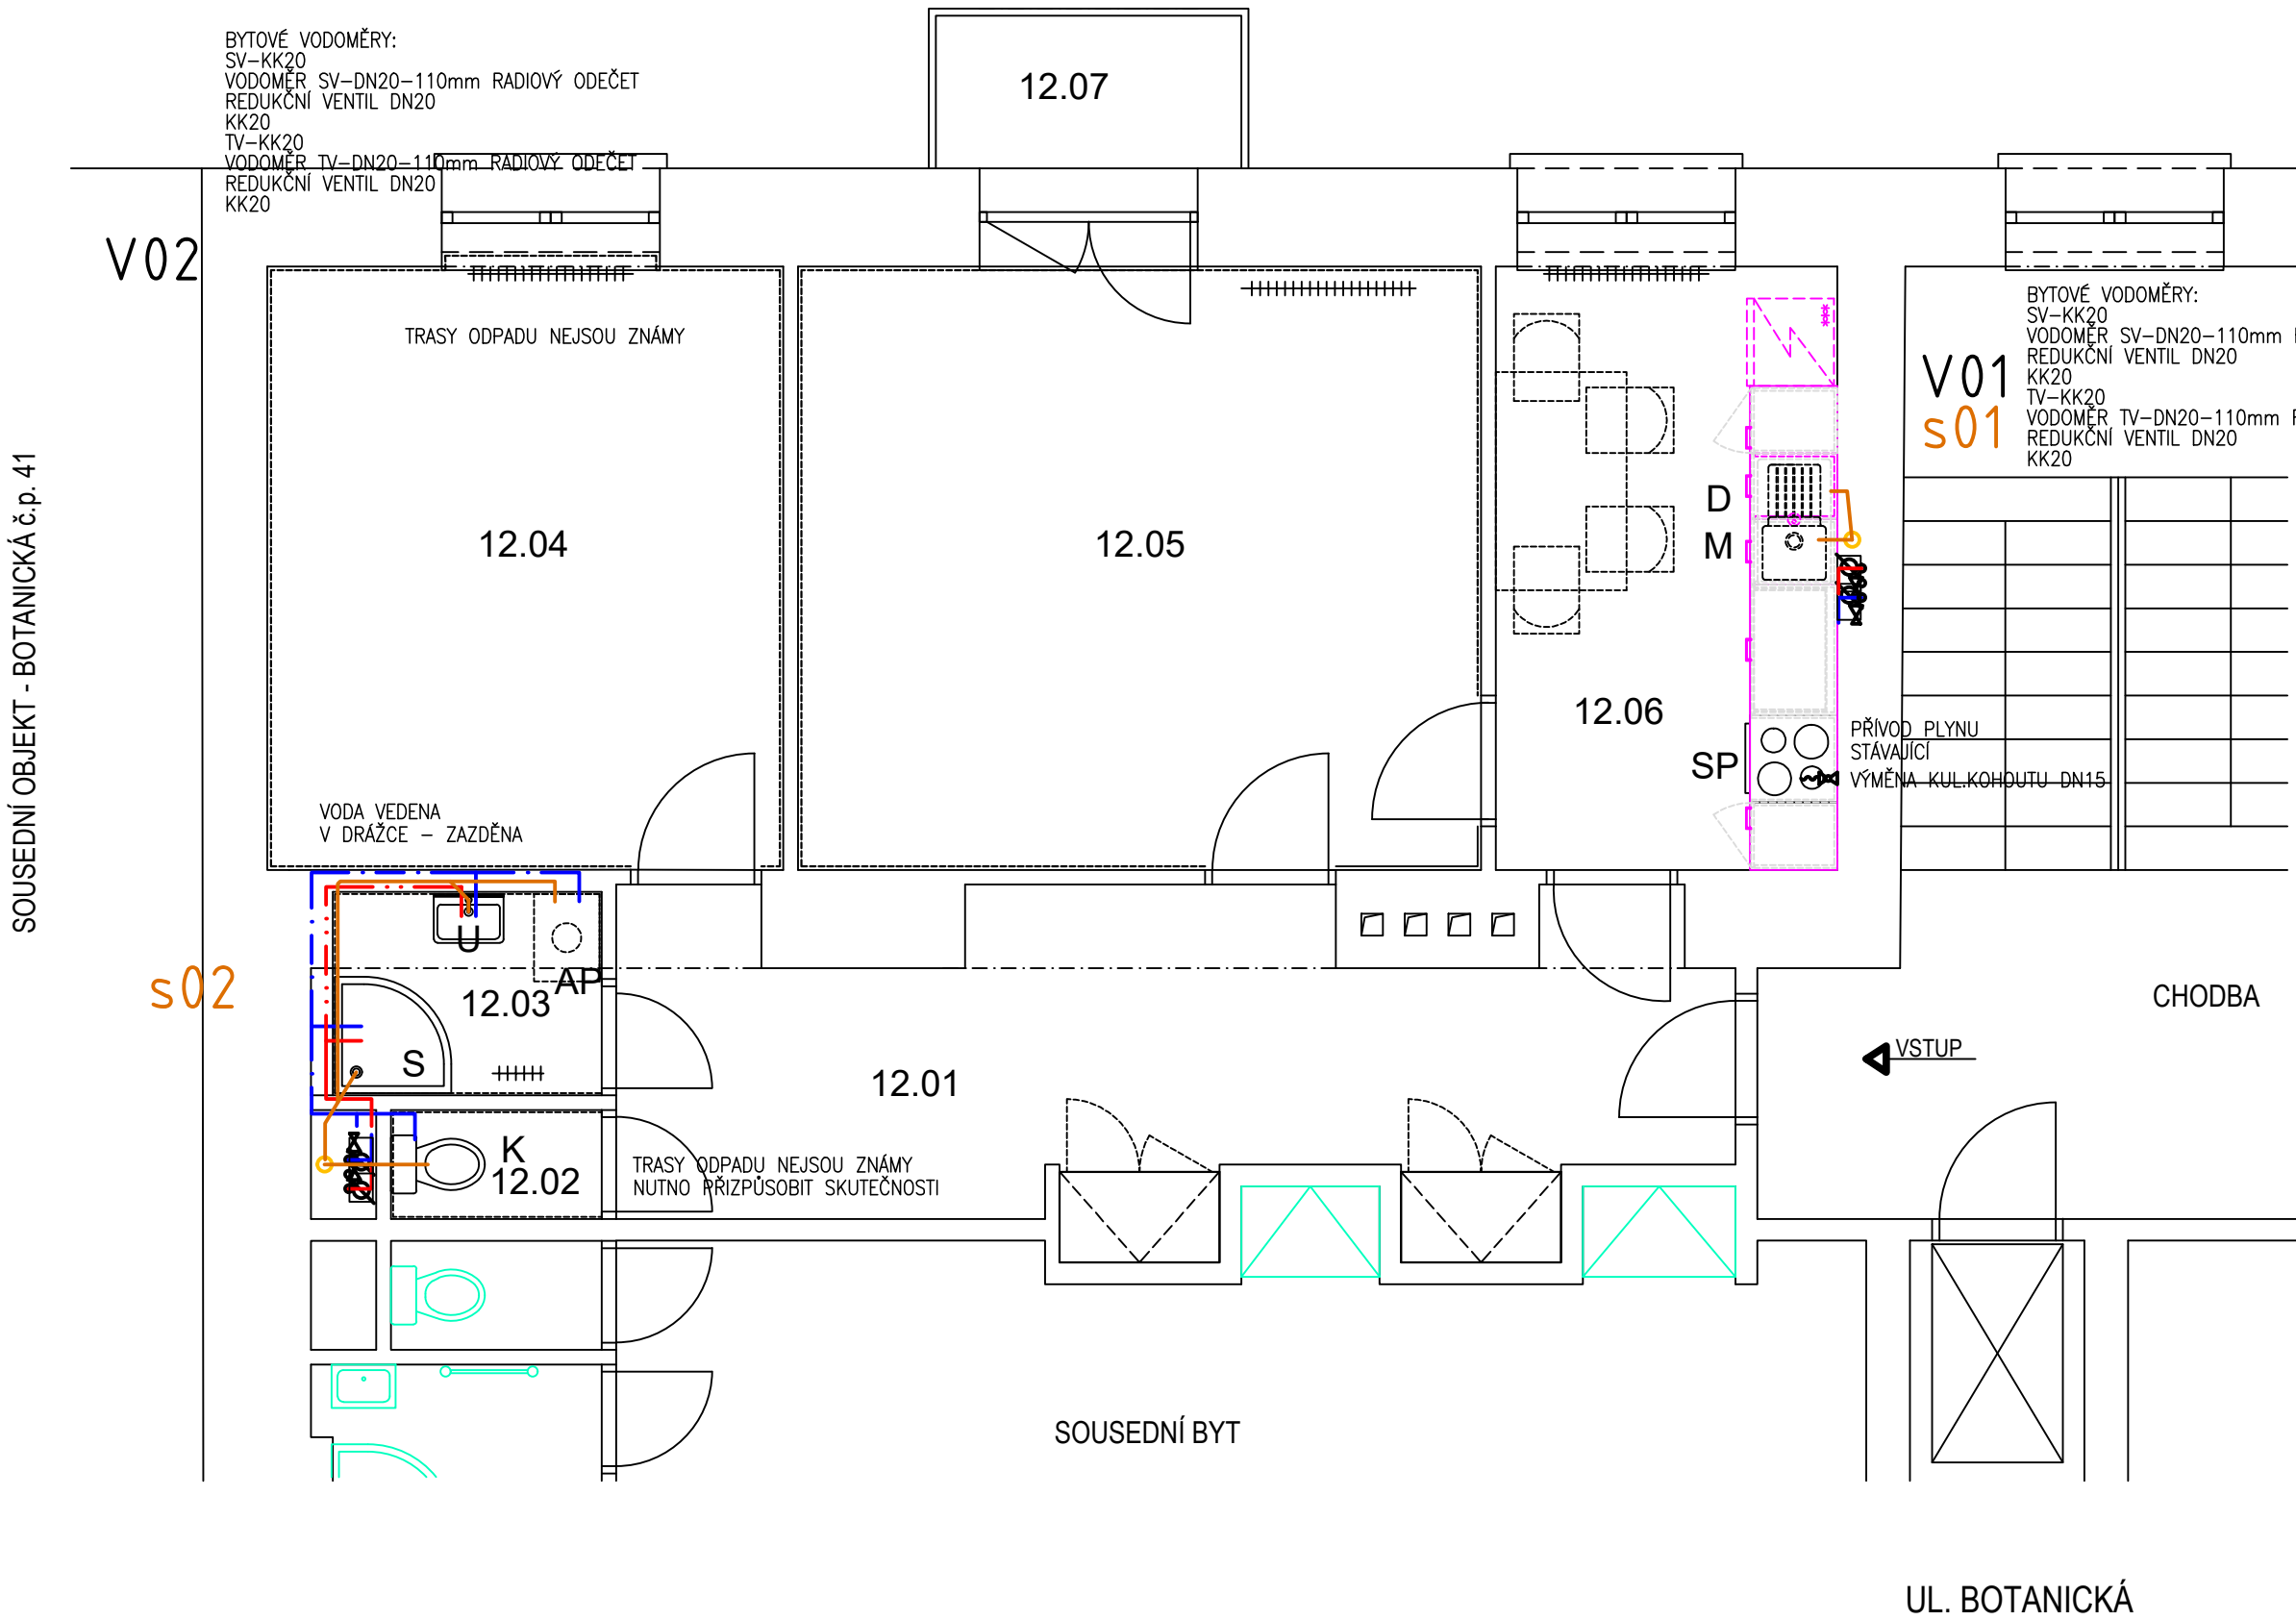 BYTOVÉ VODOMĚRY:
SV-KK20
VODOMĚR SV-DN20-110mm RADIOVÝ ODEČET
REDUKČNÍ VENTIL DN20
KK20
TV-KK20
VODOMĚR TV-DN20-110mm RADIOVÝ ODEČET
REDUKČNÍ VENTIL DN20
KK20
12.07
V02
BYTOVÉ VODOMĚRY:
SV-KK20
VODOMĚR SV-DN20-110mm
REDUKČNÍ VENTIL DN20
KK20
TV-KK20
VODOMĚR TV-DN20-110mm
REDUKČNÍ VENTIL DN20
KK20
V01
s01
TRASY ODPADU NEJSOU ZNÁMY
SOUSEDNÍ OBJEKT - BOTANICKÁ č.p. 41
12.04
12.05
D
M
12.06
SP
PŘÍVOD PLYNU
STÁVAJÍCÍ
VÝMĚNA KUL.KOHOUTU DN15
VODA VEDENA
V DRÁŽCE - ZAZDĚNA
U
AP
s02
12.03
S
CHODBA
VSTUP
12.01
K
12.02
TRASY ODPADU NEJSOU ZNÁMY
NUTNO PŘIZPŮSOBIT SKUTEČNOSTI
SOUSEDNÍ BYT
UL. BOTANICKÁ